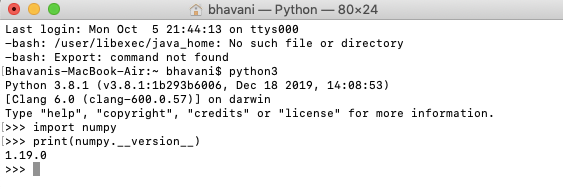 bhavani — Python — 80×24
Last login: Mon Oct  5 21:44:13 on ttys000
-bash: /user/libexec/java_home: No such file or directory
-bash: Export: command not found
[Bhavanis-MacBook-Air:~ bhavani$ python3
Python 3.8.1 (v3.8.1:1b293b6006, Dec 18 2019, 14:08:53)
[Clang 6.0 (clang-600.0.57)] on darwin
Type "help", "copyright", "credits" or "license" for more information.
[>>> import numpy
[>>> print(numpy.__version__)
1.19.0
>>>